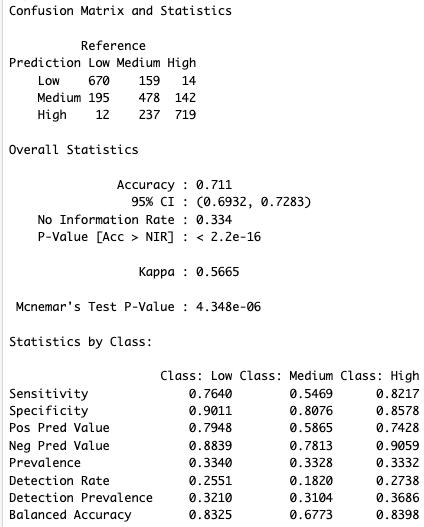 Confusion Matrix and Statistics
Reference
Prediction Low Medium High
Low 670 159 14
Medium 195 478 142
High 12 237 719
Overall Statistics
Accuracy : 0.711
95% CI : (0.6932, 0.7283)
No Information Rate : 0.334
P-Value [Acc > NIR] : < 2.2e-16
Kappa : 0.5665
Mcnemar's Test P-Value : 4.348e-06
Statistics by Class:
Class: Low Class: Medium Class: High
Sensitivity 0.7640 0.5469 0.8217
Specificity 0.9011 0.8076 0.8578
Pos Pred Value 0.7948 0.5865 0.7428
Neg Pred Value 0.8839 0.7813 0.9059
Prevalence 0.3340 0.3328 0.3332
Detection Rate 0.2551 0.1820 0.2738
Detection Prevalence 0.3210 0.3104 0.3686
Balanced Accuracy 0.8325 0.6773 0.8398